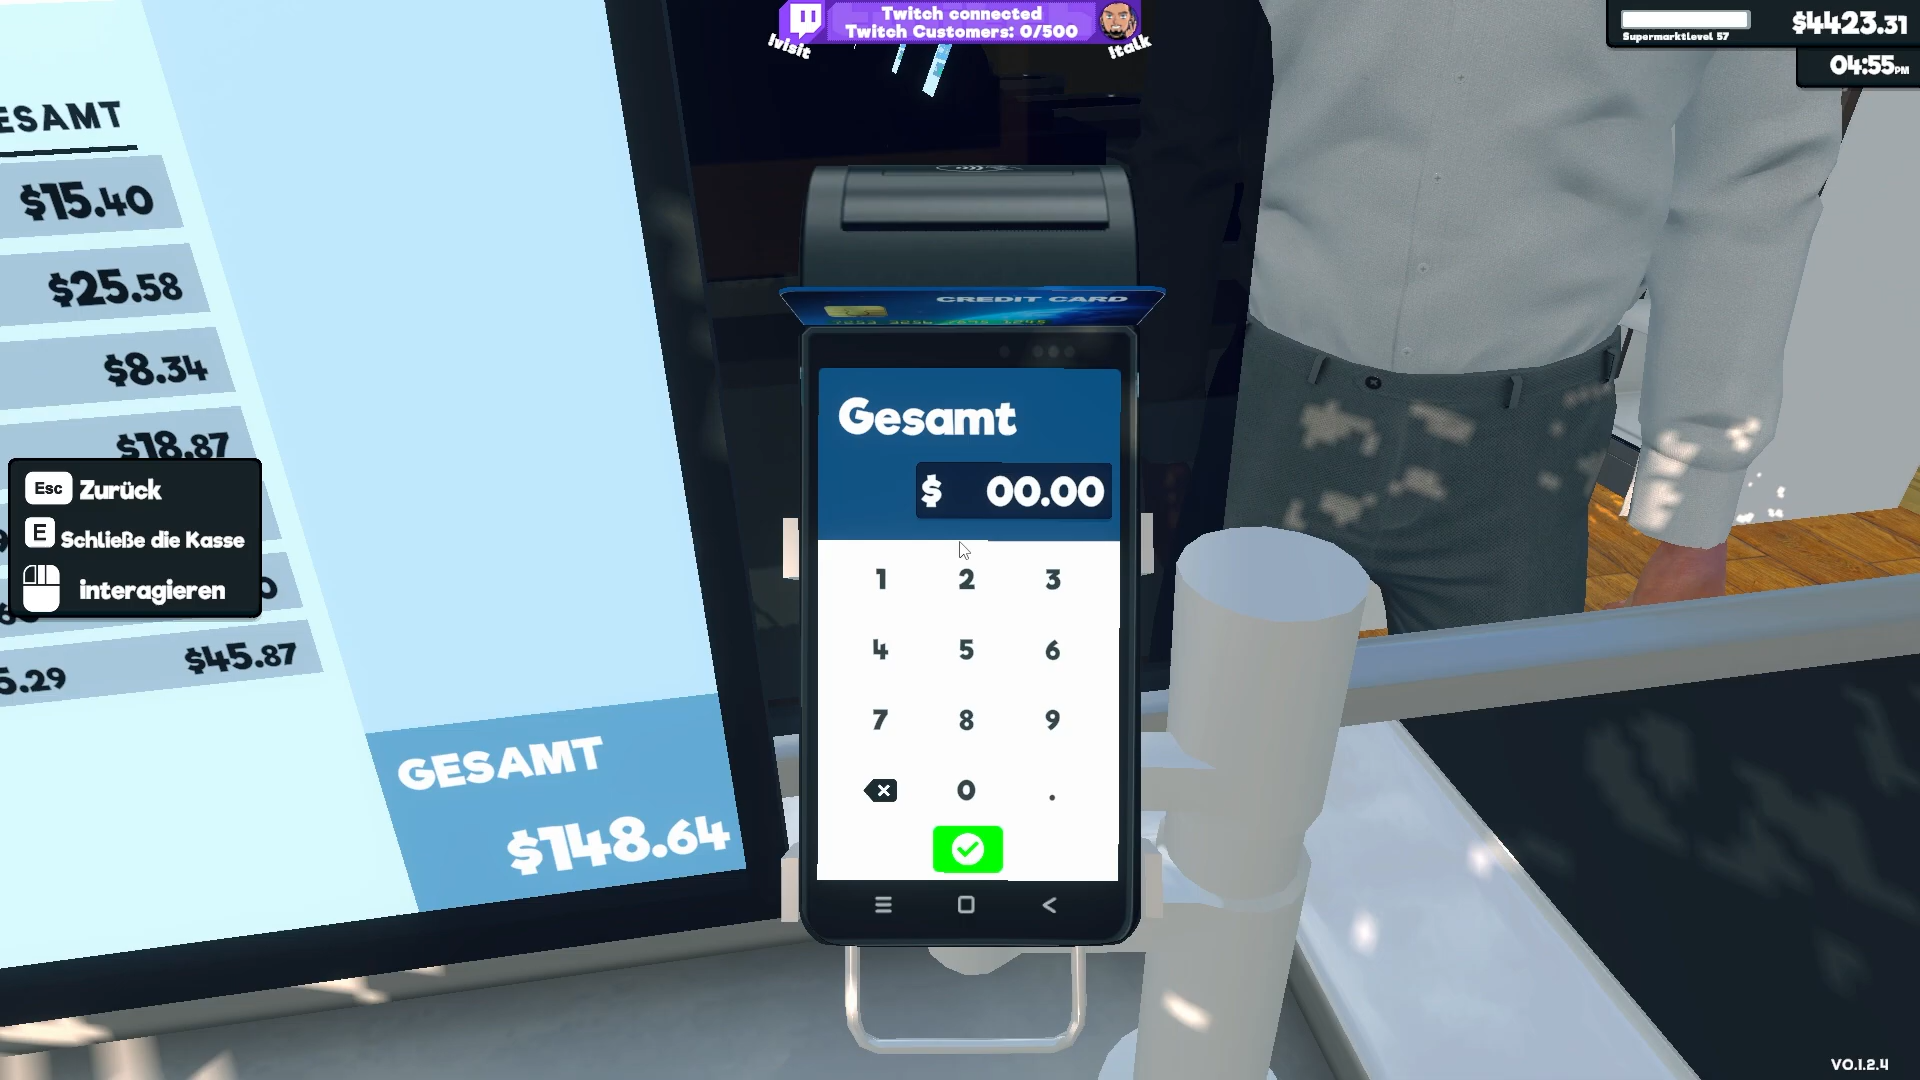 Twitch connected
Twitch Customers: 0/500
!visit
!talk
Supermarktlevel 57
$4423.31
04:55PM
ESAMT
$15.40
$25.58
$8.34
$18.87
5.29
$45.87
GESAMT
$148.64
Esc Zurück
E Schließe die Kasse
interagieren
CREDIT CARD
Gesamt
$ 00.00
1 2 3
4 5 6
7 8 9
0 .
V0.1.2.4